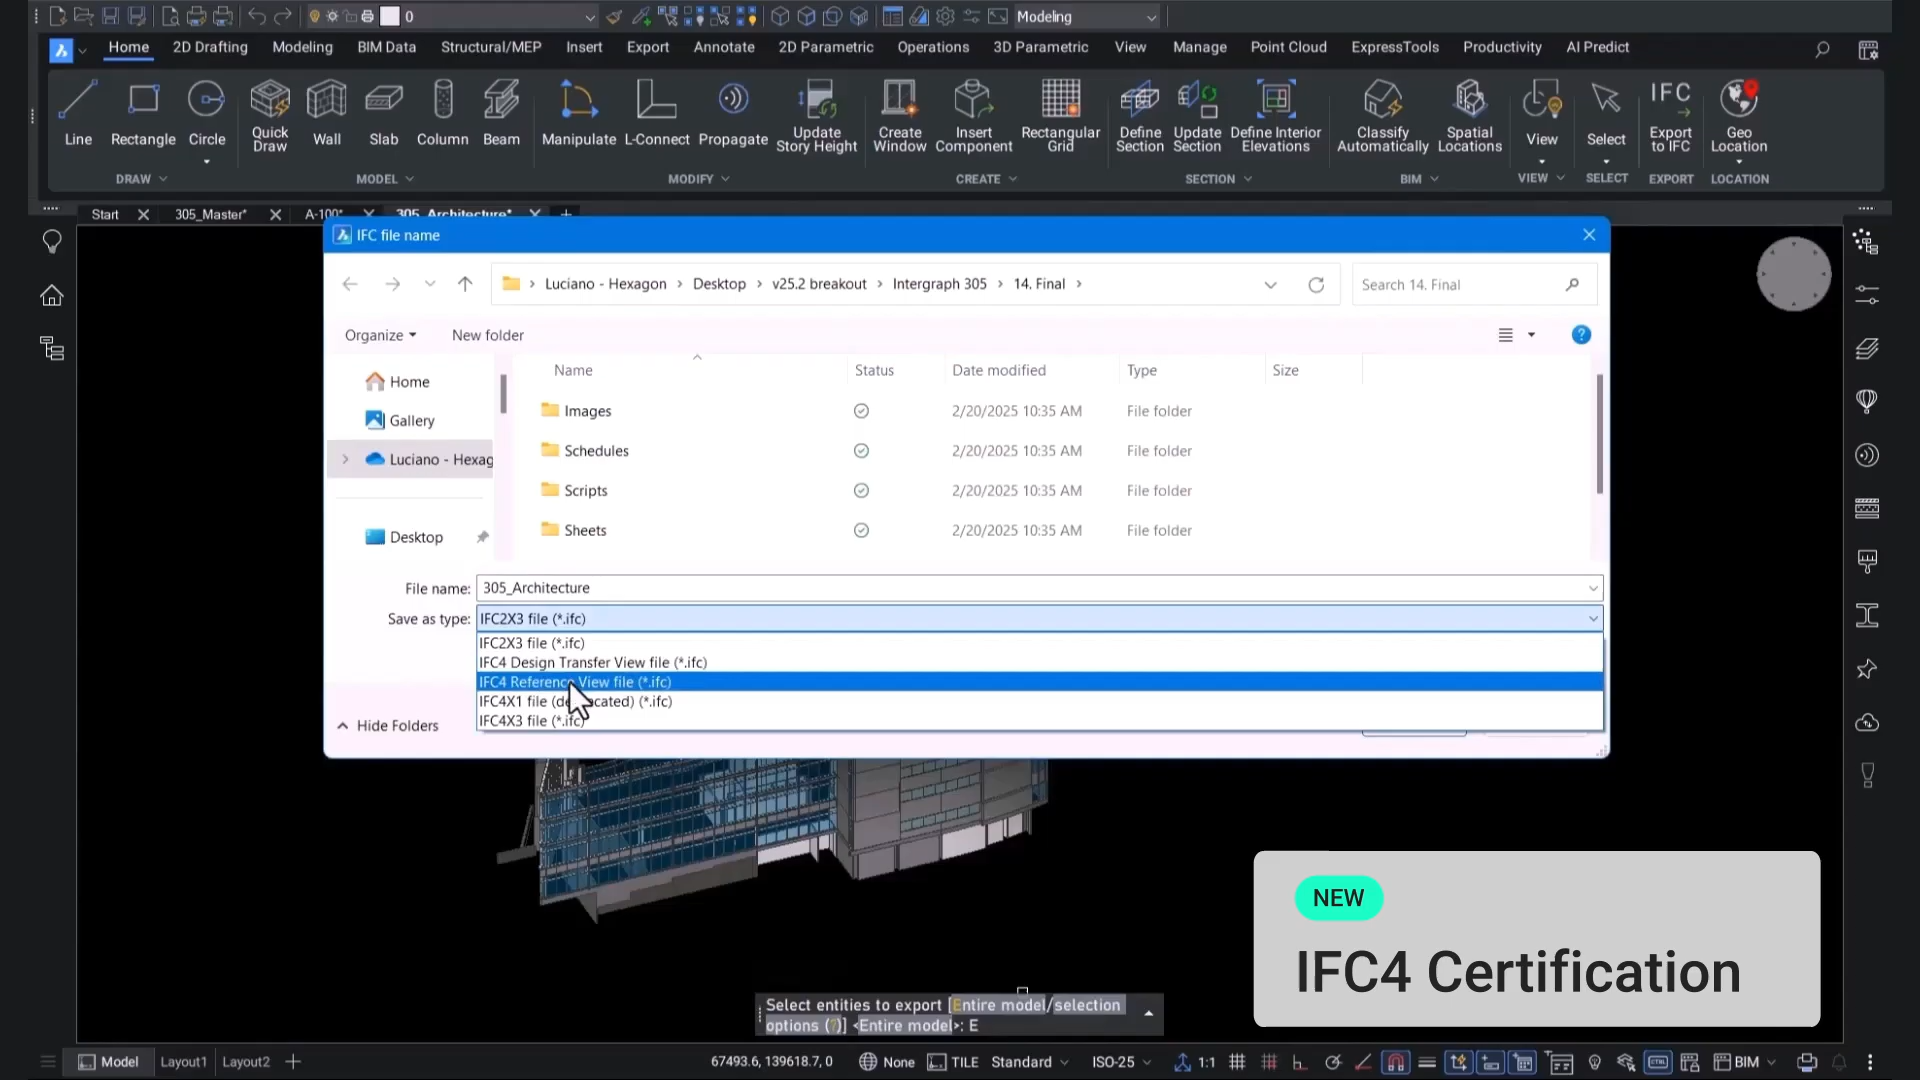 0
Modeling
Home 2D Drafting Modeling BIM Data Structural/MEP Insert Export Annotate 2D Parametric Operations 3D Parametric View Manage Point Cloud ExpressTools Productivity AI Predict
Line Rectangle Circle Quick Draw Wall Slab Column Beam Manipulate L-Connect Propagate Update Story Height Create Window Insert Component Rectangular Grid Define Section Update Section Define Interior Elevations Classify Automatically Spatial Locations View Select IFC Export to IFC Geo Location
DRAW MODEL MODIFY CREATE SECTION BIM VIEW SELECT EXPORT LOCATION
Start 305_Master* A-100* 305_Architecture*
IFC file name
Luciano - Hexagon Desktop v25.2 breakout Intergraph 305 14. Final
Search 14. Final
Organize New folder
Name Status Date modified Type Size
Home
Gallery
Luciano - Hexag
Desktop
Images 2/20/2025 10:35 AM File folder
Schedules 2/20/2025 10:35 AM File folder
Scripts 2/20/2025 10:35 AM File folder
Sheets 2/20/2025 10:35 AM File folder
File name: 305_Architecture
Save as type: IFC2X3 file (*.ifc)
IFC2X3 file (*.ifc)
IFC4 Design Transfer View file (*.ifc)
IFC4 Reference View file (*.ifc)
IFC4X1 file (*.ifc)
IFC4X3 file (*.ifc)
Hide Folders
NEW
IFC4 Certification
Select entities to export [Entire model/selection
options (?)] <Entire model>: E
Model Layout1 Layout2
67493.6, 139618.7, 0 None TILE Standard ISO-25 1:1 BIM